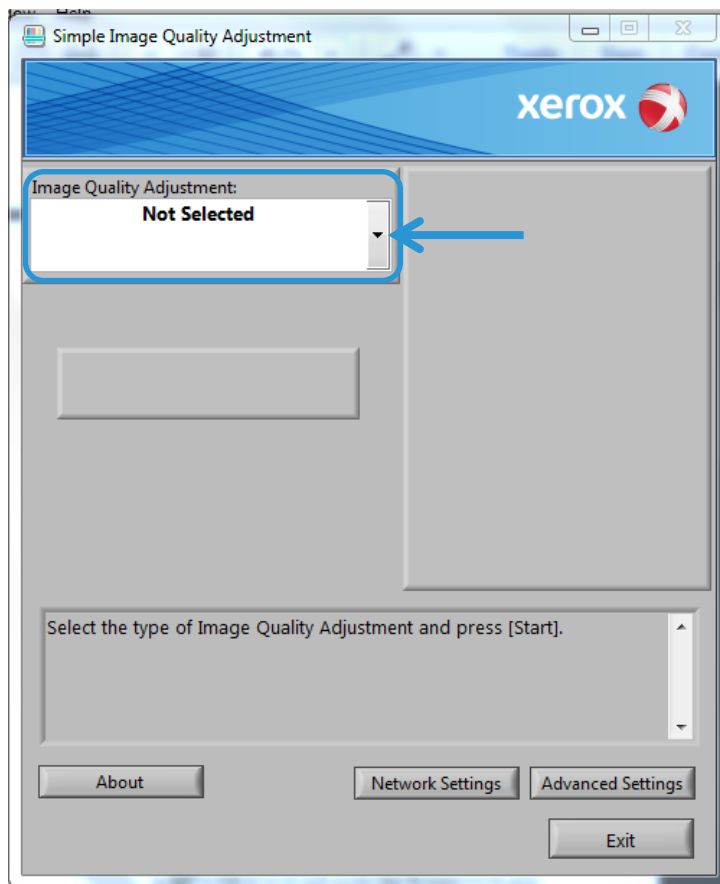 Help
Simple Image Quality Adjustment
xerox
Image Quality Adjustment:
Not Selected
Select the type of Image Quality Adjustment and press [Start].
About
Network Settings
Advanced Settings
Exit